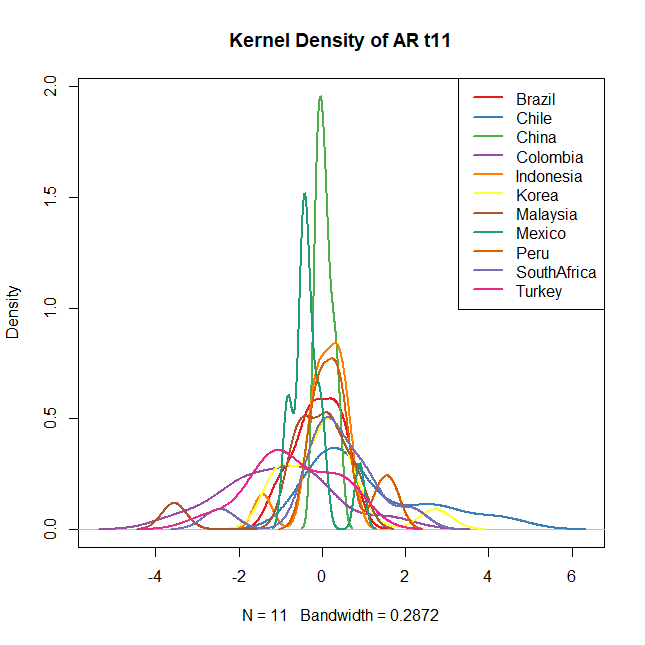 Kernel Density of AR t11
Density
2.0
1.5
1.0
0.5
0.0
Brazil
Chile
China
Colombia
Indonesia
Korea
Malaysia
Mexico
Peru
SouthAfrica
Turkey
-4 -2 0 2 4 6
N = 11 Bandwidth = 0.2872